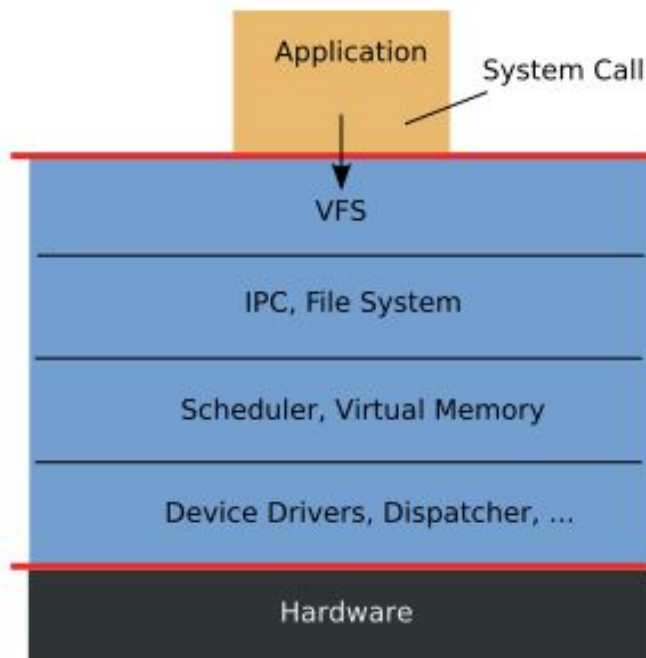 Application
System Call
VFS
IPC, File System
Scheduler, Virtual Memory
Device Drivers, Dispatcher, ...
Hardware